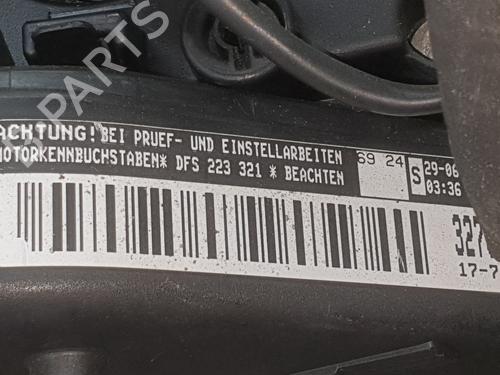 B PARTS
ACHTUNG! BEI PRUEF- UND EINSTELLARBEITEN
MOTORKENNBUCHSTABEN* DFS 223 321 * BEACHTEN
69 24
S
29-06
03:36
327
17-7
PARTS